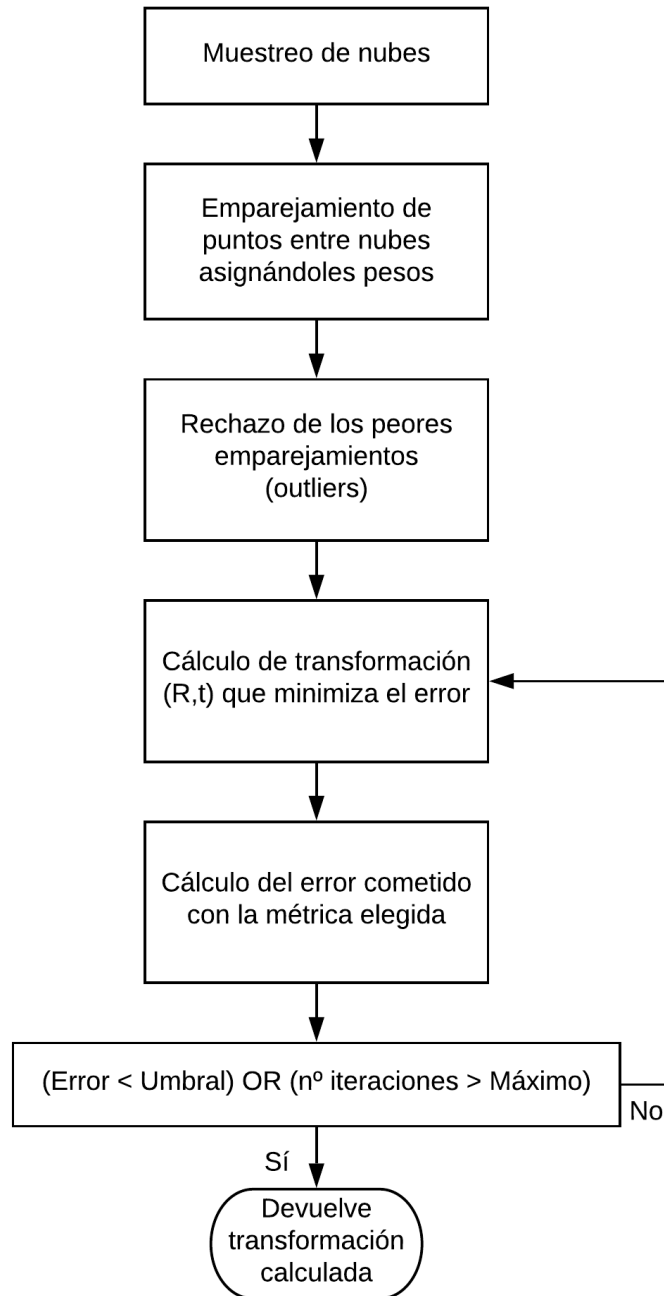 Muestreo de nubes
Emparejamiento de
puntos entre nubes
asignándoles pesos
Rechazo de los peores
emparejamientos
(outliers)
Cálculo de transformación
(R,t) que minimiza el error
Cálculo del error cometido
con la métrica elegida
(Error < Umbral) OR (nº iteraciones > Máximo)
No
Sí
Devuelve
transformación
calculada